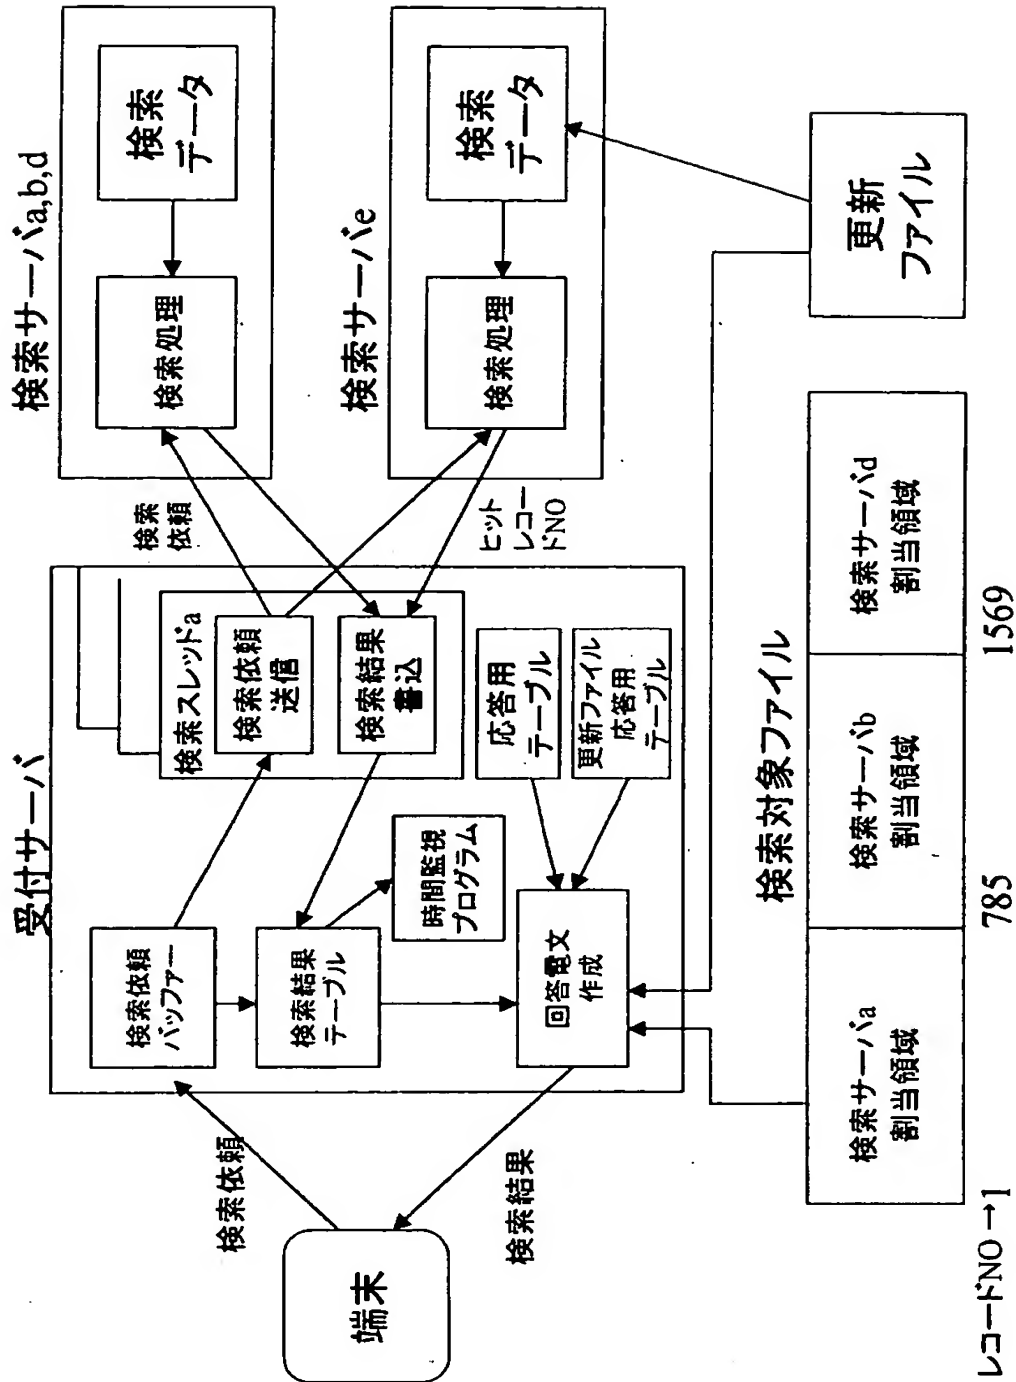 受付サーバ
検索依頼
バッファー
検索結果
テーブル
時間監視
プログラム
回答電文
作成
検索スレッドa
検索依頼
送信
検索結果
書込
応答用
テーブル
更新ファイル
応答用
テーブル
端末
検索依頼
検索結果
検索
依頼
ヒット
レコー
ドNO
検索サーバa,b,d
検索処理
検索
データ
検索サーバe
検索処理
検索
データ
検索対象ファイル
検索サーバa
割当領域
検索サーバb
割当領域
検索サーバd
割当領域
更新
ファイル
レコードNO→1
785
1569